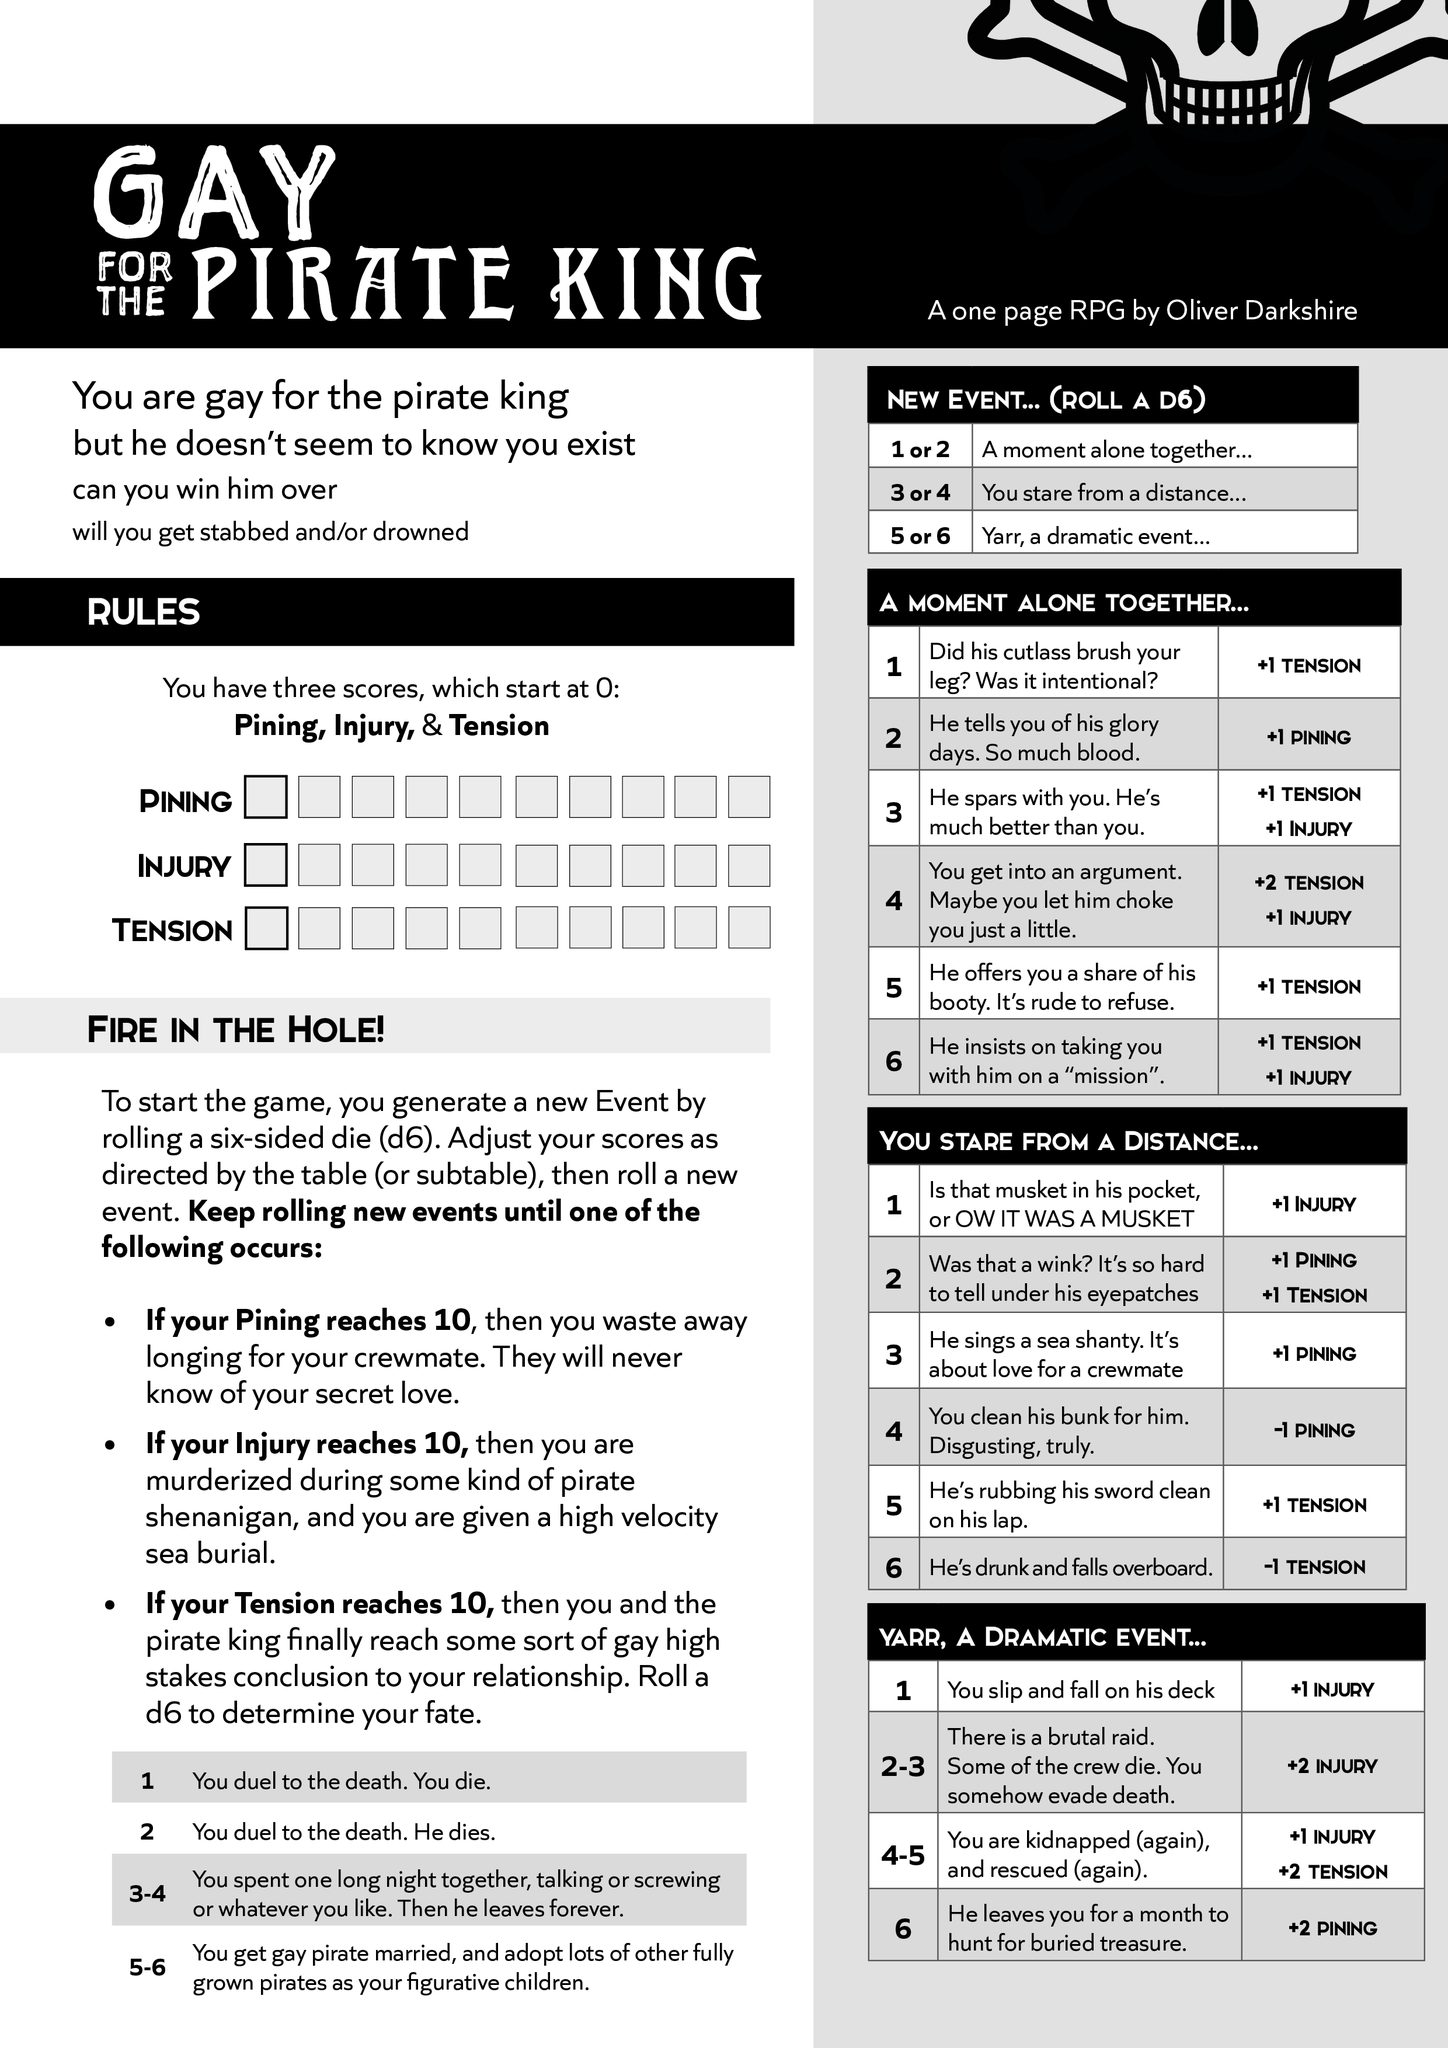 GAY
FOR
THE
PIRATE KING
A one page RPG by Oliver Darkshire
You are gay for the pirate king
but he doesn't seem to know you exist
can you win him over
will you get stabbed and/or drowned
RULES
You have three scores, which start at 0:
Pining, Injury, & Tension
PINING
INJURY
TENSION
FIRE IN THE HOLE!
To start the game, you generate a new Event by
rolling a six-sided die (d6). Adjust your scores as
directed by the table (or subtable), then roll a new
event. Keep rolling new events until one of the
following occurs:
• If your Pining reaches 10, then you waste away
longing for your crewmate. They will never
know of your secret love.
• If your Injury reaches 10, then you are
murderized during some kind of pirate
shenanigan, and you are given a high velocity
sea burial.
• If your Tension reaches 10, then you and the
pirate king finally reach some sort of gay high
stakes conclusion to your relationship. Roll a
d6 to determine your fate.
1 You duel to the death. You die.
2 You duel to the death. He dies.
3-4 You spent one long night together, talking or screwing
or whatever you like. Then he leaves forever.
5-6 You get gay pirate married, and adopt lots of other fully
grown pirates as your figurative children.
NEW EVENT... (ROLL A D6)
1 or 2 A moment alone together...
3 or 4 You stare from a distance...
5 or 6 Yarr, a dramatic event...
A MOMENT ALONE TOGETHER...
1 Did his cutlass brush your
leg? Was it intentional?
+1 TENSION
2 He tells you of his glory
days. So much blood.
+1 PINING
3 He spars with you. He's
much better than you.
+1 TENSION
+1 INJURY
4 You get into an argument.
Maybe you let him choke
you just a little.
+2 TENSION
+1 INJURY
5 He offers you a share of his
booty. It's rude to refuse.
+1 TENSION
6 He insists on taking you
with him on a “mission”.
+1 TENSION
+1 INJURY
YOU STARE FROM A DISTANCE...
1 Is that musket in his pocket,
or OW IT WAS A MUSKET
+1 INJURY
2 Was that a wink? It's so hard
to tell under his eyepatches
+1 PINING
+1 TENSION
3 He sings a sea shanty. It's
about love for a crewmate
+1 PINING
4 You clean his bunk for him.
Disgusting, truly.
-1 PINING
5 He's rubbing his sword clean
on his lap.
+1 TENSION
6 He's drunk and falls overboard.
-1 TENSION
YARR, A DRAMATIC EVENT...
1 You slip and fall on his deck
+1 INJURY
2-3 There is a brutal raid.
Some of the crew die. You
somehow evade death.
+2 INJURY
4-5 You are kidnapped (again),
and rescued (again).
+1 INJURY
+2 TENSION
6 He leaves you for a month to
hunt for buried treasure.
+2 PINING